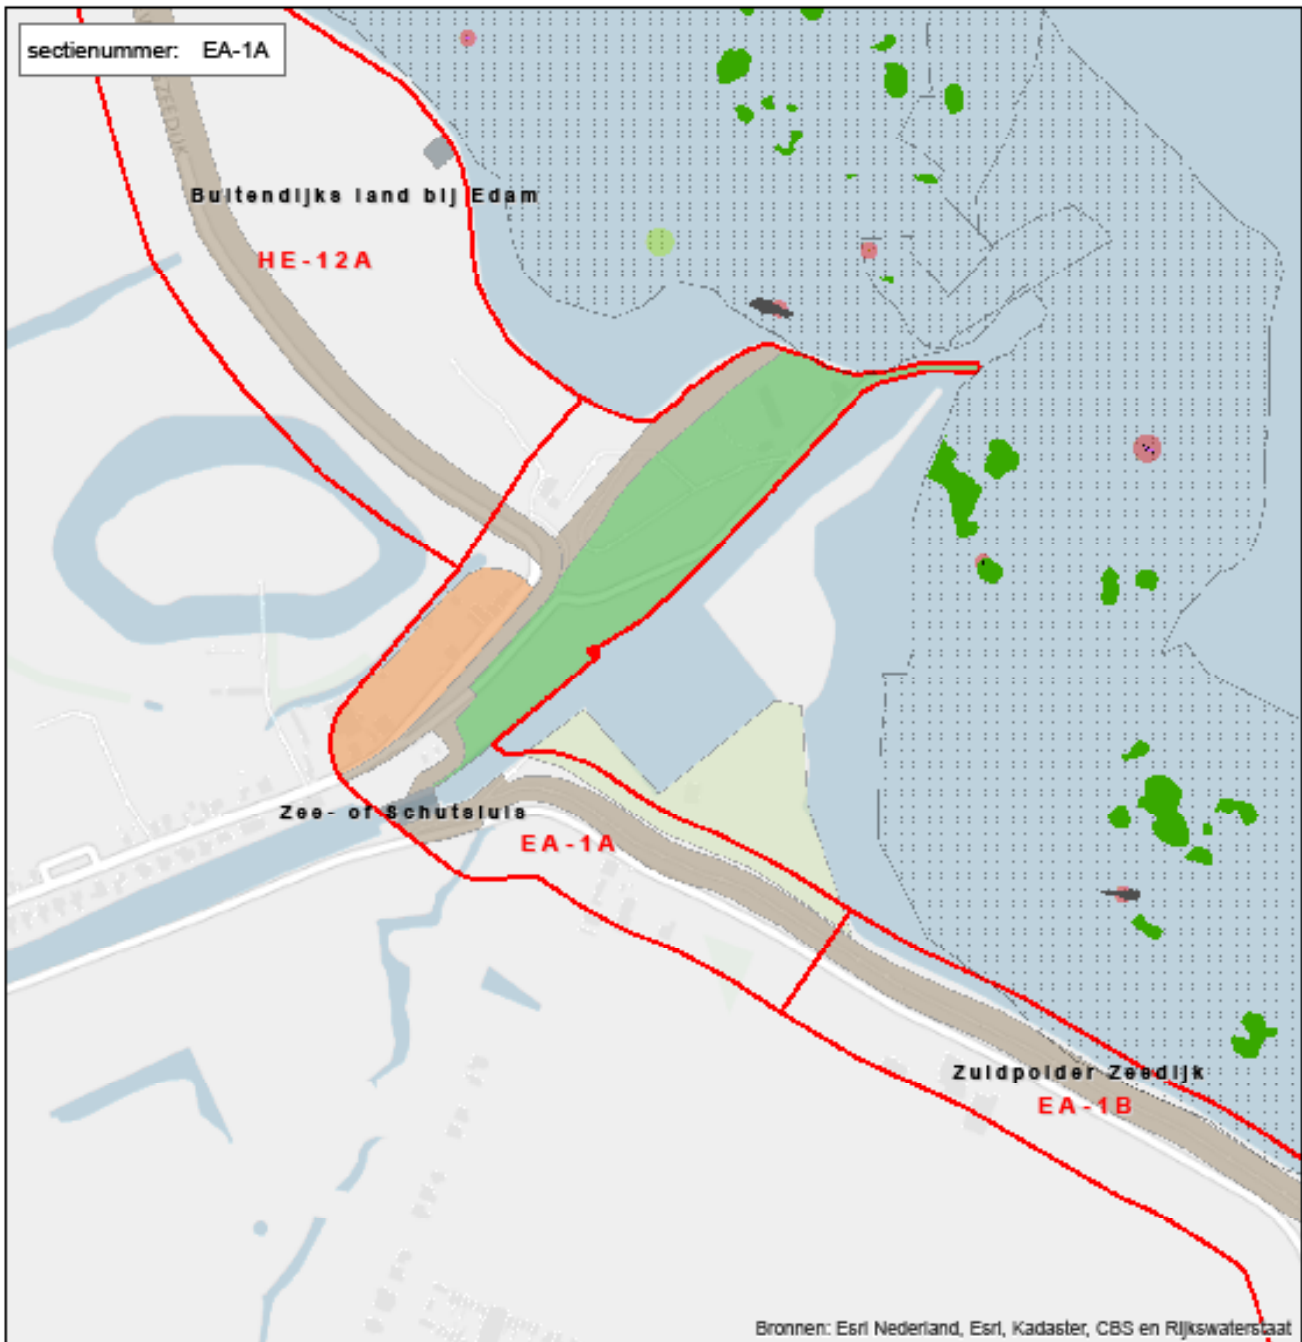 sectienummer: EA-1A
ZEEDIJK
Buitendijks land bij Edam
HE-12A
Zee- of Schutsluis
EA-1A
Zuidpolder Zeedijk
EA-1B
Bronnen: Esri Nederland, Esri, Kadaster, CBS en Rijkswaterstaat